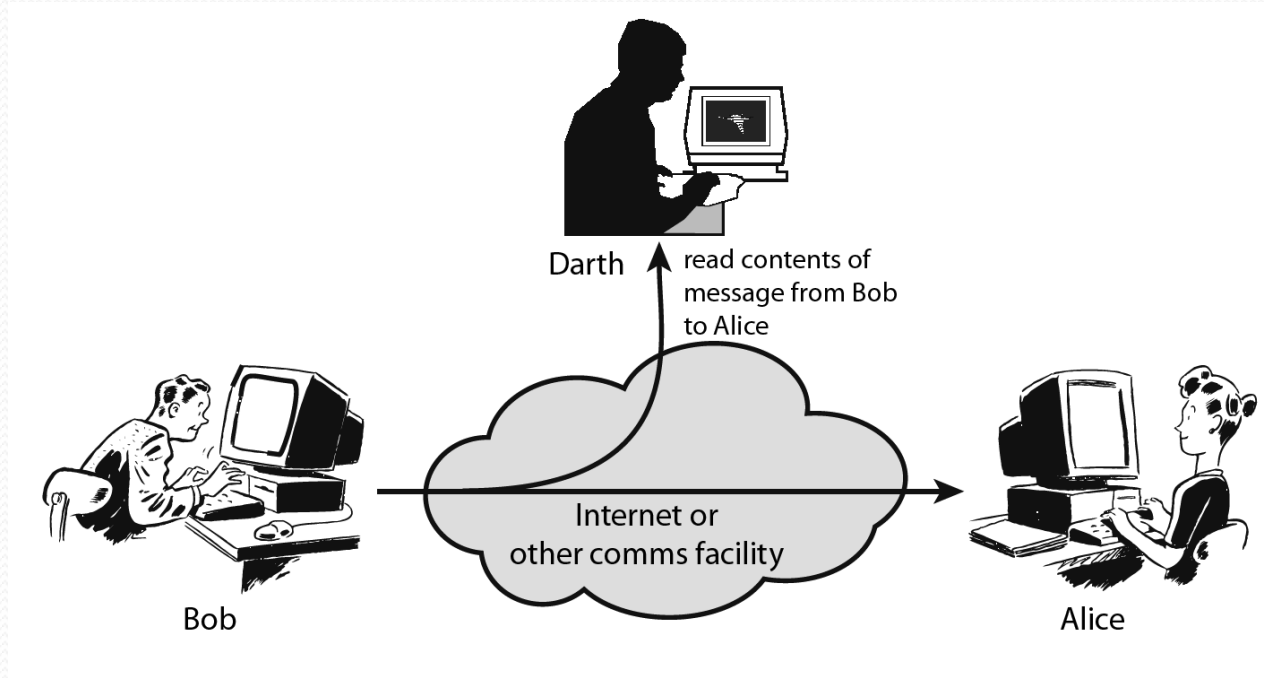 Darth
read contents of
message from Bob
to Alice
Internet or
other comms facility
Bob
Alice